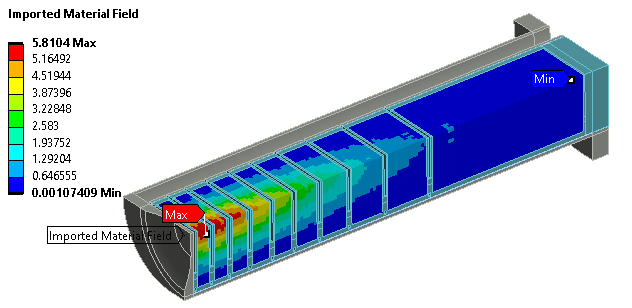 Imported Material Field
5.8104 Max
5.16492
4.51944
3.87396
3.22848
2.583
1.93752
1.29204
0.646555
0.00107409 Min
Min
Max
Imported Material Field